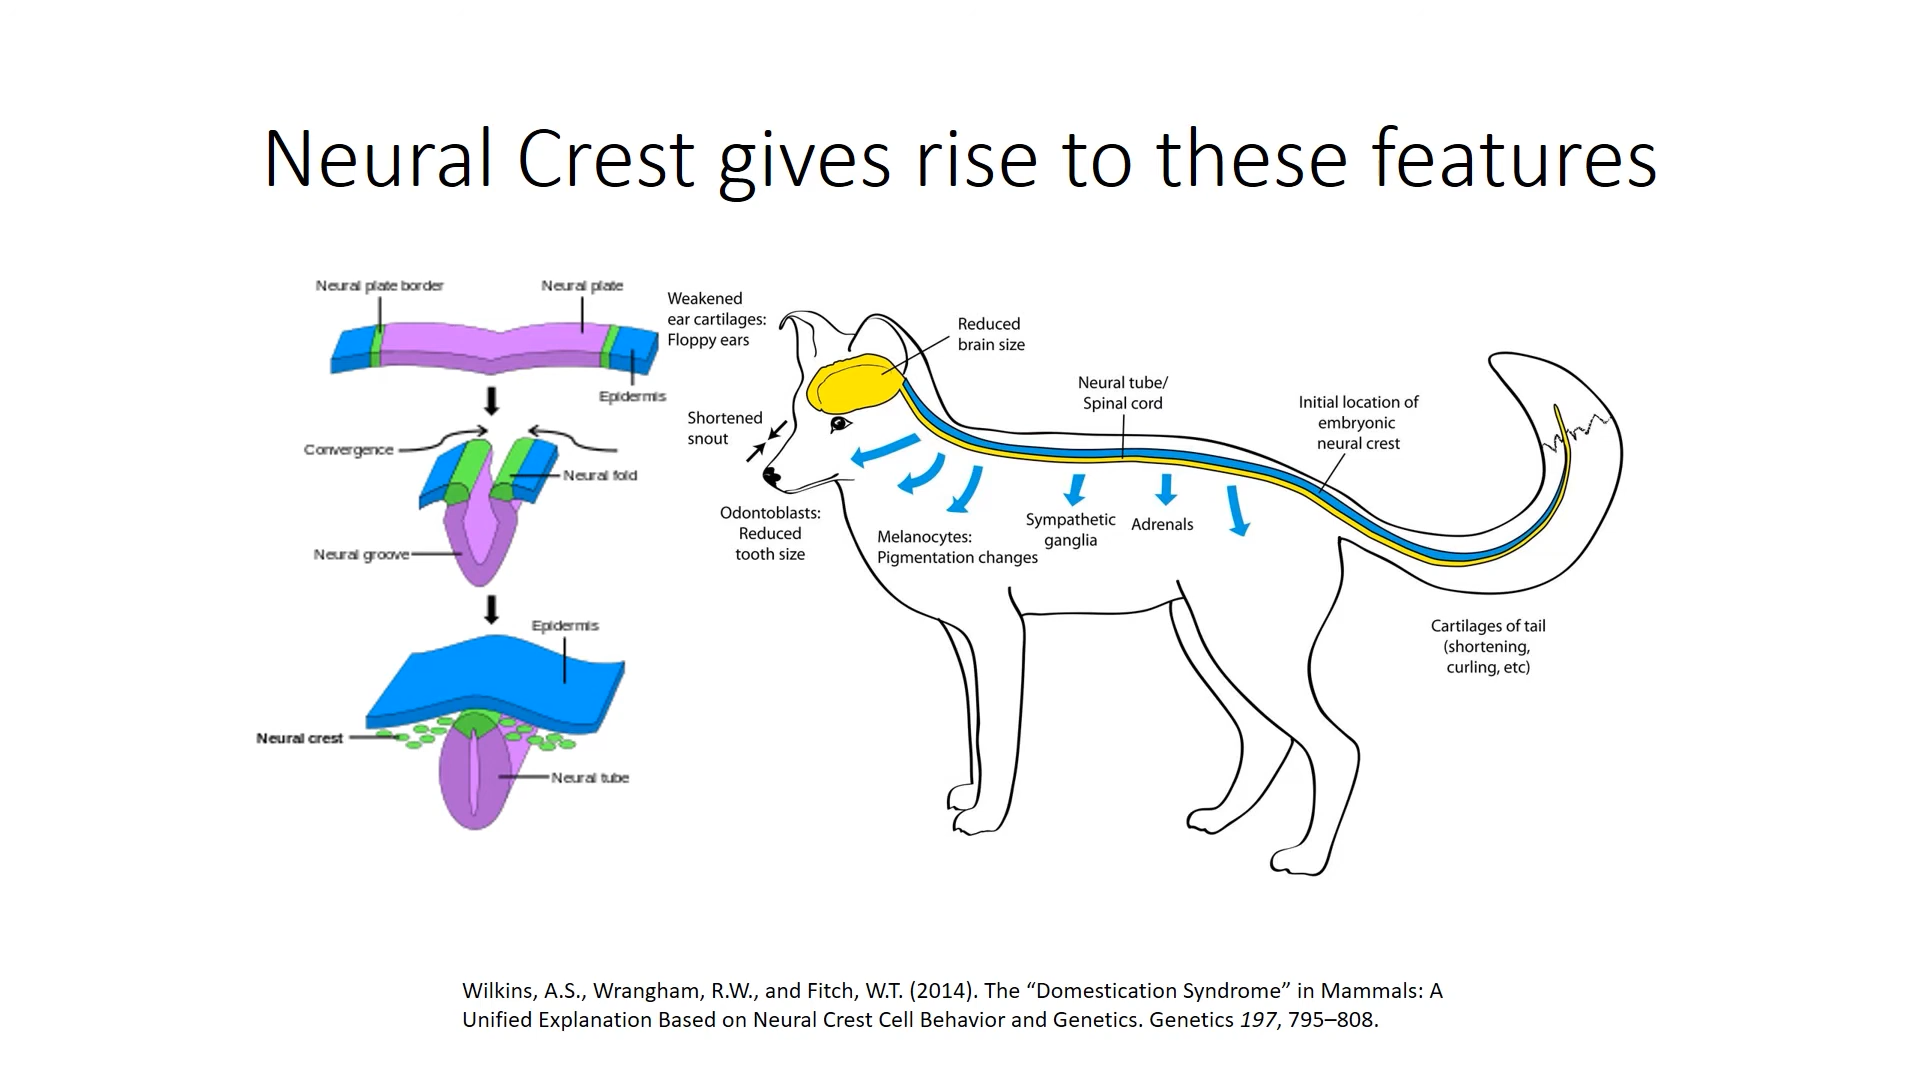 Neural Crest gives rise to these features
Neural plate border
Neural plate
Epidermis
Convergence
Neural fold
Neural groove
Epidermis
Neural crest
Neural tube
Weakened
ear cartilages:
Floppy ears
Reduced
brain size
Shortened
snout
Neural tube/
Spinal cord
Initial location of
embryonic
neural crest
Odontoblasts:
Reduced
tooth size
Melanocytes:
Pigmentation changes
Sympathetic
ganglia
Adrenals
Cartilages of tail
(shortening,
curling, etc)
Wilkins, A.S., Wrangham, R.W., and Fitch, W.T. (2014). The “Domestication Syndrome” in Mammals: A
Unified Explanation Based on Neural Crest Cell Behavior and Genetics. Genetics 197, 795–808.